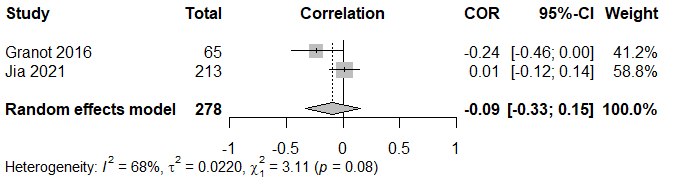 Study Total Correlation COR 95%-CI Weight
Granot 2016 65 -0.24 [-0.46; 0.00] 41.2%
Jia 2021 213 0.01 [-0.12; 0.14] 58.8%
Random effects model 278 -0.09 [-0.33; 0.15] 100.0%
-1 -0.5 0 0.5 1
Heterogeneity: I² = 68%, τ² = 0.0220, χ²₁ = 3.11 (p = 0.08)